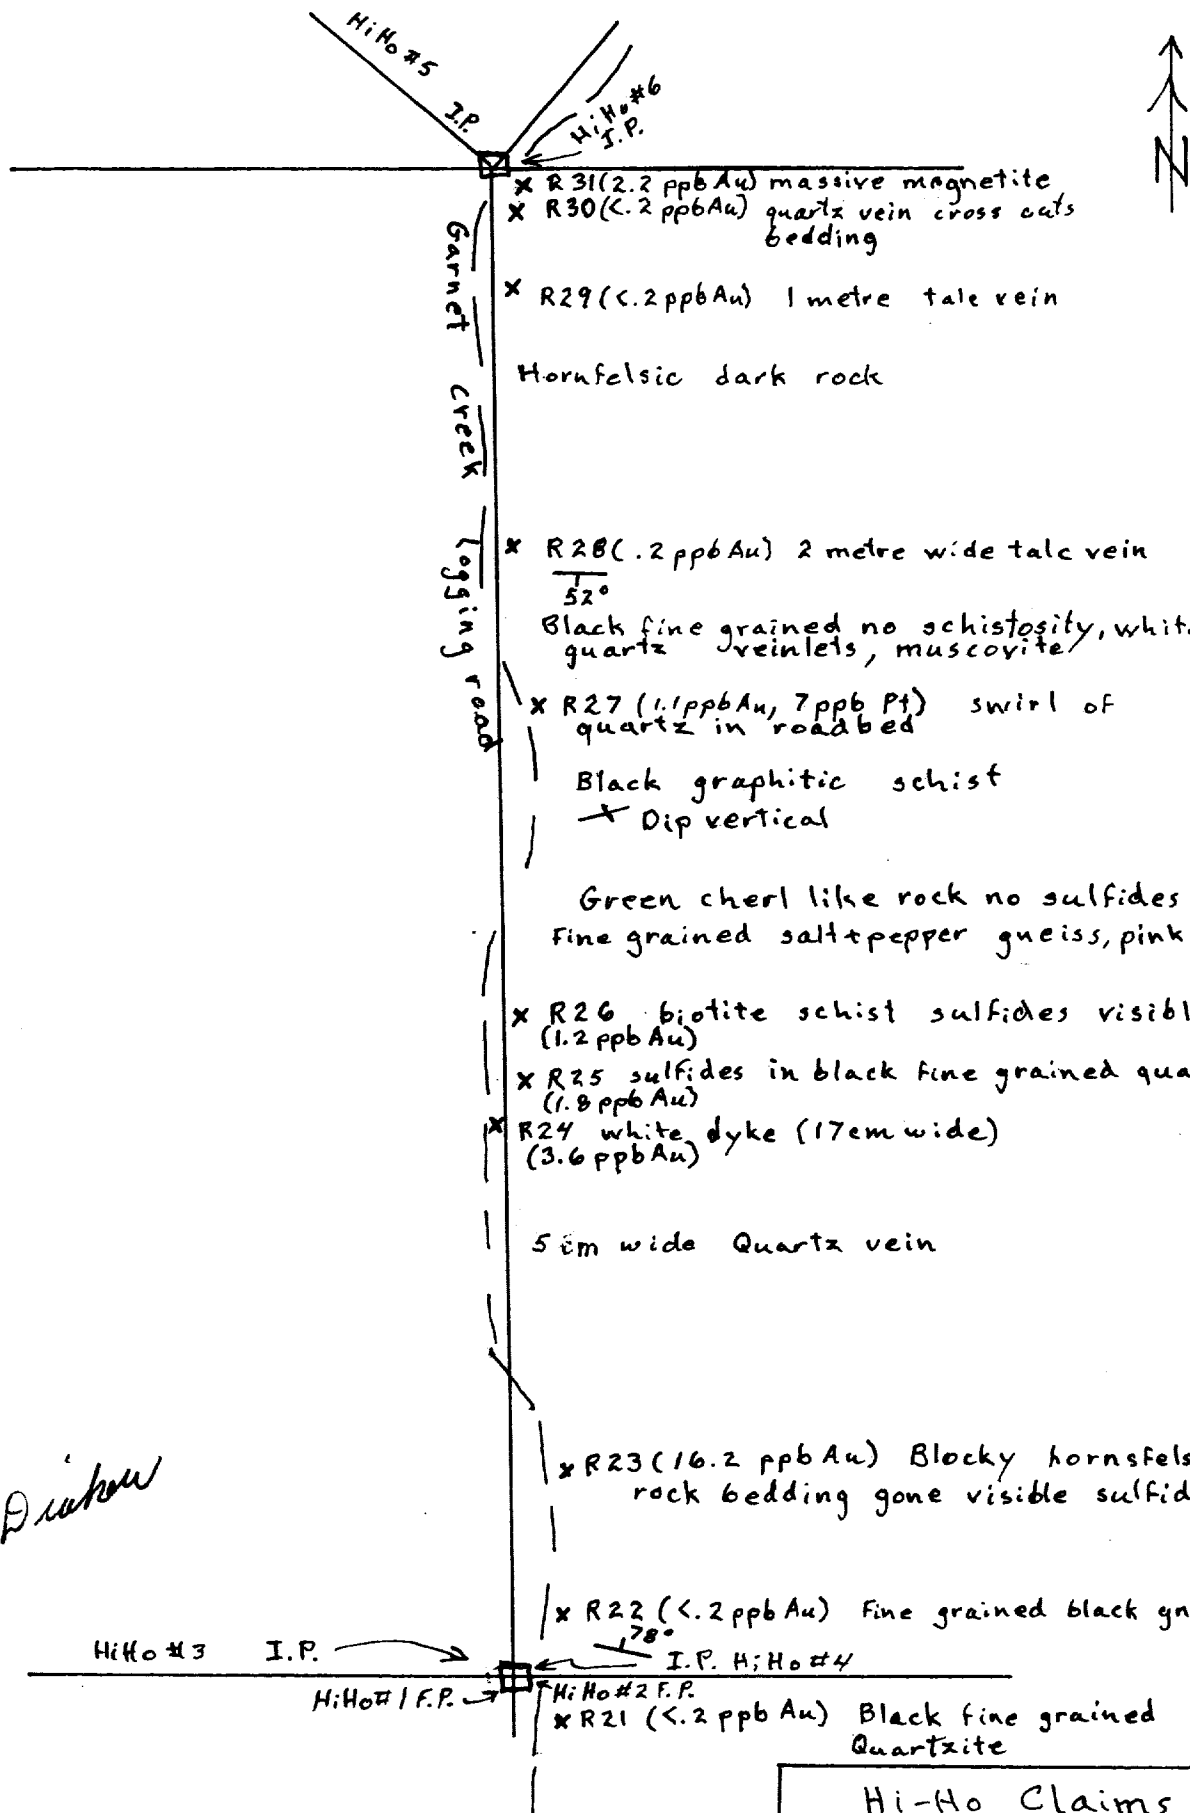 HiHo #5
I.P.
HiHo #6
I.P.
N
x R31 (2.2 ppb Au) massive magnetite
x R30 (<.2 ppb Au) quartz vein cross cuts
bedding
Garnet Creek logging road
x R29 (<.2 ppb Au) 1 metre talc vein
Hornfelsic dark rock
x R28 (.2 ppb Au) 2 metre wide talc vein
52°
Black fine grained no schistosity, whit
quartz veinlets, muscovite
x R27 (1.1 ppb Au, 7 ppb Pt) swirl of
quartz in roadbed
Black graphitic schist
Dip vertical
Green chert like rock no sulfides
Fine grained salt + pepper gneiss, pink
x R26 biotite schist sulfides visibl
(1.2 ppb Au)
x R25 sulfides in black fine grained qua
(1.8 ppb Au)
x R24 white dyke (17cm wide)
(3.6 ppb Au)
5 cm wide Quartz vein
x R23 (16.2 ppb Au) Blocky hornsfels
rock bedding gone visible sulfid
x R22 (<.2 ppb Au) Fine grained black gn
78°
HiHo #3 I.P.
I.P. HiHo #4
HiHo #1 F.P.
HiHo #2 F.P.
x R21 (<.2 ppb Au) Black fine grained
Quartzite
Hi-Ho Claims